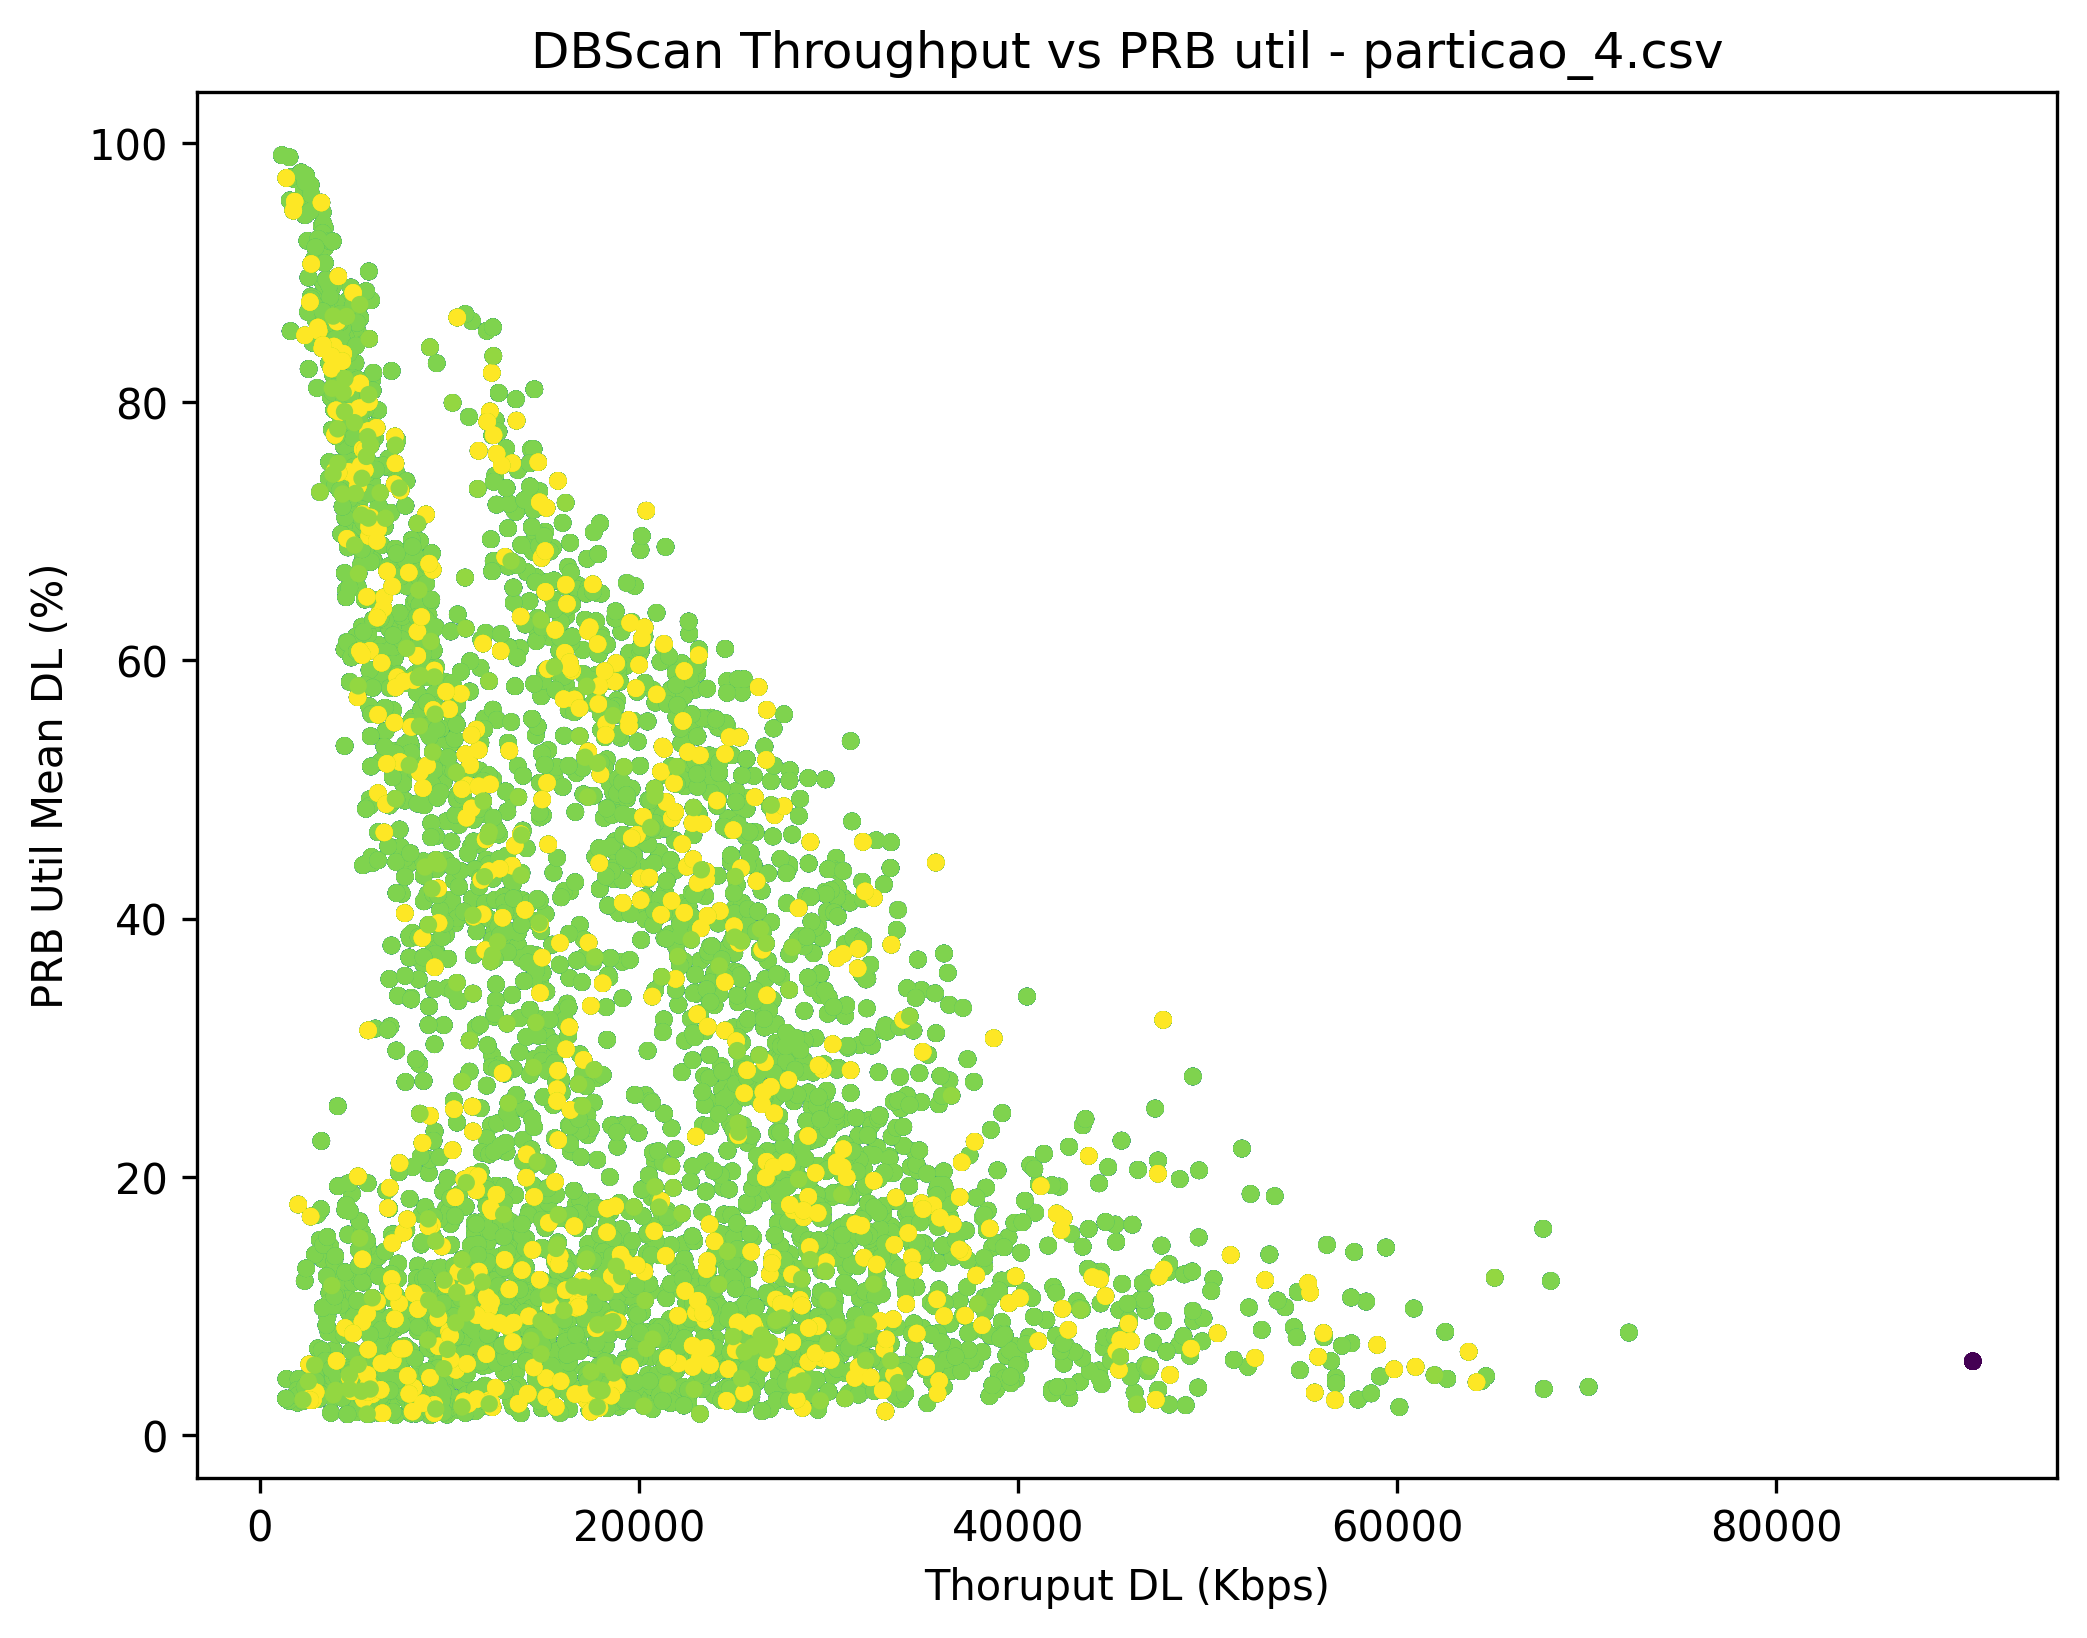 DBScan Throughput vs PRB util - particao_4.csv
100
80
60
40
20
0
PRB Util Mean DL (%)
0 20000 40000 60000 80000
Thoruput DL (Kbps)